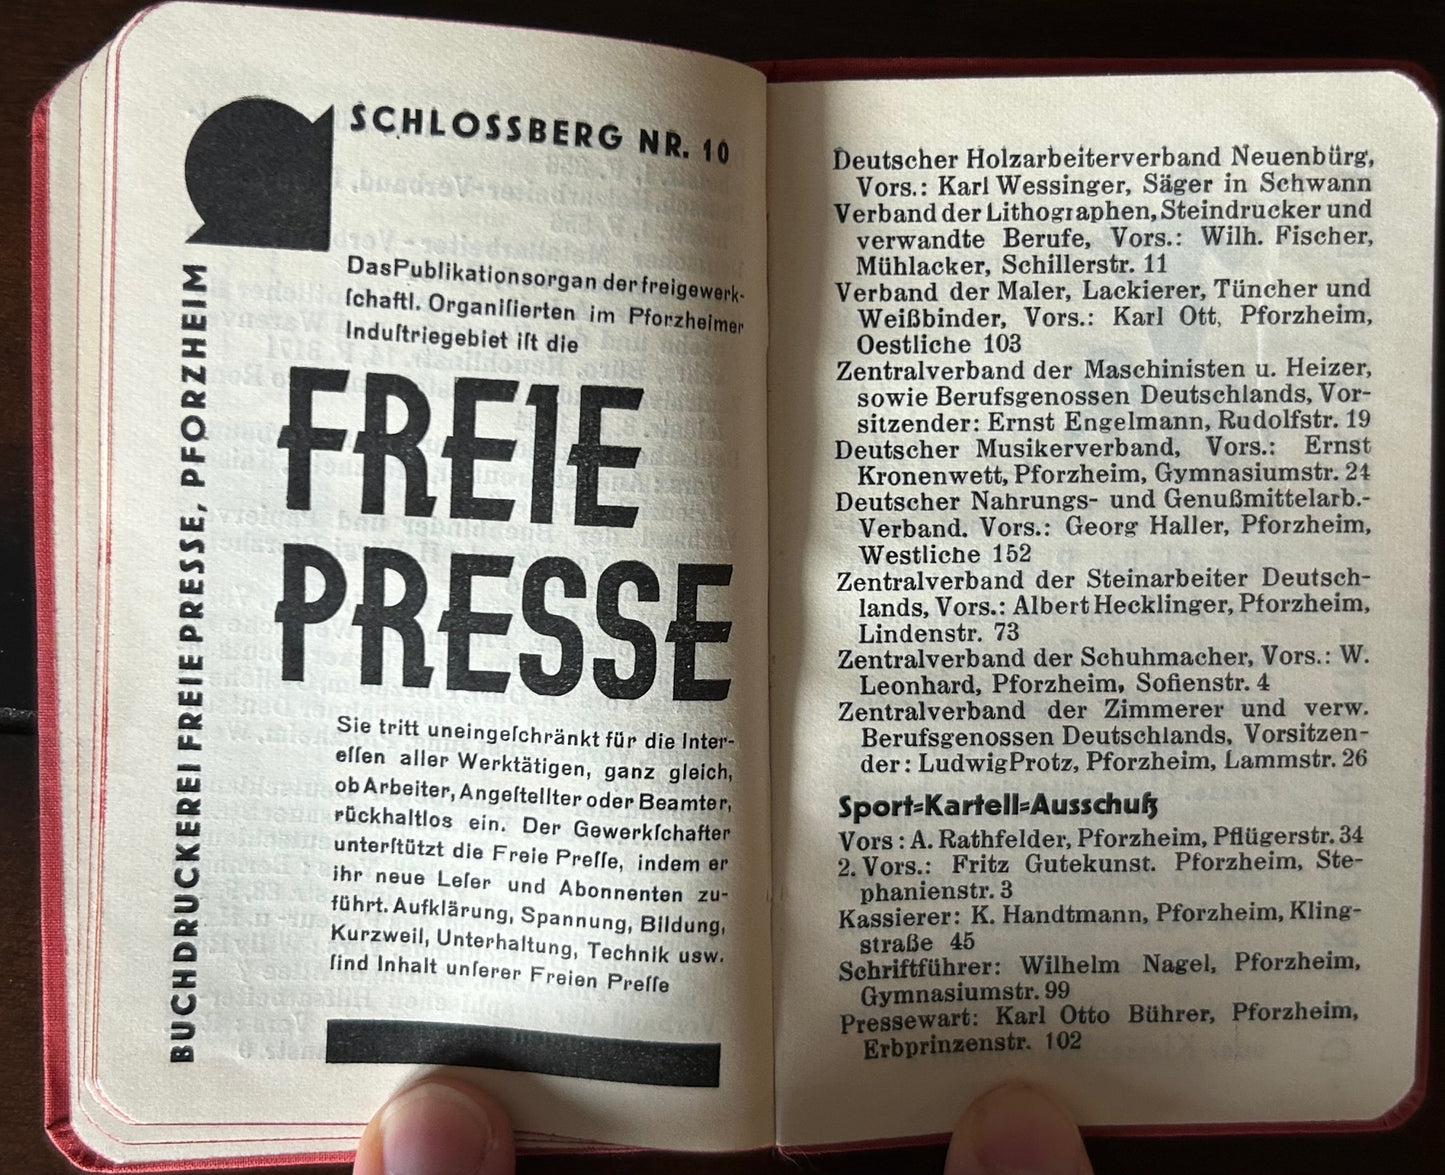 SCHLOSSBERG NR. 10
BUCHDRUCKEREI FREIE PRESSE, PFORZHEIM
Das Publikationsorgan der freigewerk-
ſchaftl. Organiſierten im Pforzheimer
Induſtriegebiet iſt die
FREIE
PRESSE
Sie tritt uneingeſchränkt für die Inter-
eſſen aller Werktätigen, ganz gleich,
ob Arbeiter, Angeſtellter oder Beamter,
rückhaltlos ein. Der Gewerkſchafter
unterſtützt die Freie Preſſe, indem er
ihr neue Leſer und Abonnenten zu-
führt. Aufklärung, Spannung, Bildung,
Kurzweil, Unterhaltung, Technik usw.
ſind Inhalt unſerer Freien Preſſe
Deutscher Holzarbeiterverband Neuenbürg,
Vors.: Karl Wessinger, Säger in Schwann
Verband der Lithographen, Steindrucker und
verwandte Berufe, Vors.: Wilh. Fischer,
Mühlacker, Schillerstr. 11
Verband der Maler, Lackierer, Tüncher und
Weißbinder, Vors.: Karl Ott, Pforzheim,
Oestliche 103
Zentralverband der Maschinisten u. Heizer,
sowie Berufsgenossen Deutschlands, Vor-
sitzender: Ernst Engelmann, Rudolfstr. 19
Deutscher Musikerverband, Vors.: Ernst
Kronenwett, Pforzheim, Gymnasiumstr. 24
Deutscher Nahrungs- und Genußmittelarb.-
Verband. Vors.: Georg Haller, Pforzheim,
Westliche 152
Zentralverband der Steinarbeiter Deutsch-
lands, Vors.: Albert Hecklinger, Pforzheim,
Lindenstr. 73
Zentralverband der Schuhmacher, Vors.: W.
Leonhard, Pforzheim, Sofienstr. 4
Zentralverband der Zimmerer und verw.
Berufsgenossen Deutschlands, Vorsitzen-
der: Ludwig Protz, Pforzheim, Lammstr. 26
Sport=Kartell=Ausschuß
Vors : A. Rathfelder, Pforzheim, Pflügerstr. 34
2. Vors.: Fritz Gutekunst. Pforzheim, Ste-
phanienstr. 3
Kassierer: K. Handtmann, Pforzheim, Kling-
straße 45
Schriftführer: Wilhelm Nagel, Pforzheim,
Gymnasiumstr. 99
Pressewart: Karl Otto Bührer, Pforzheim,
Erbprinzenstr. 102